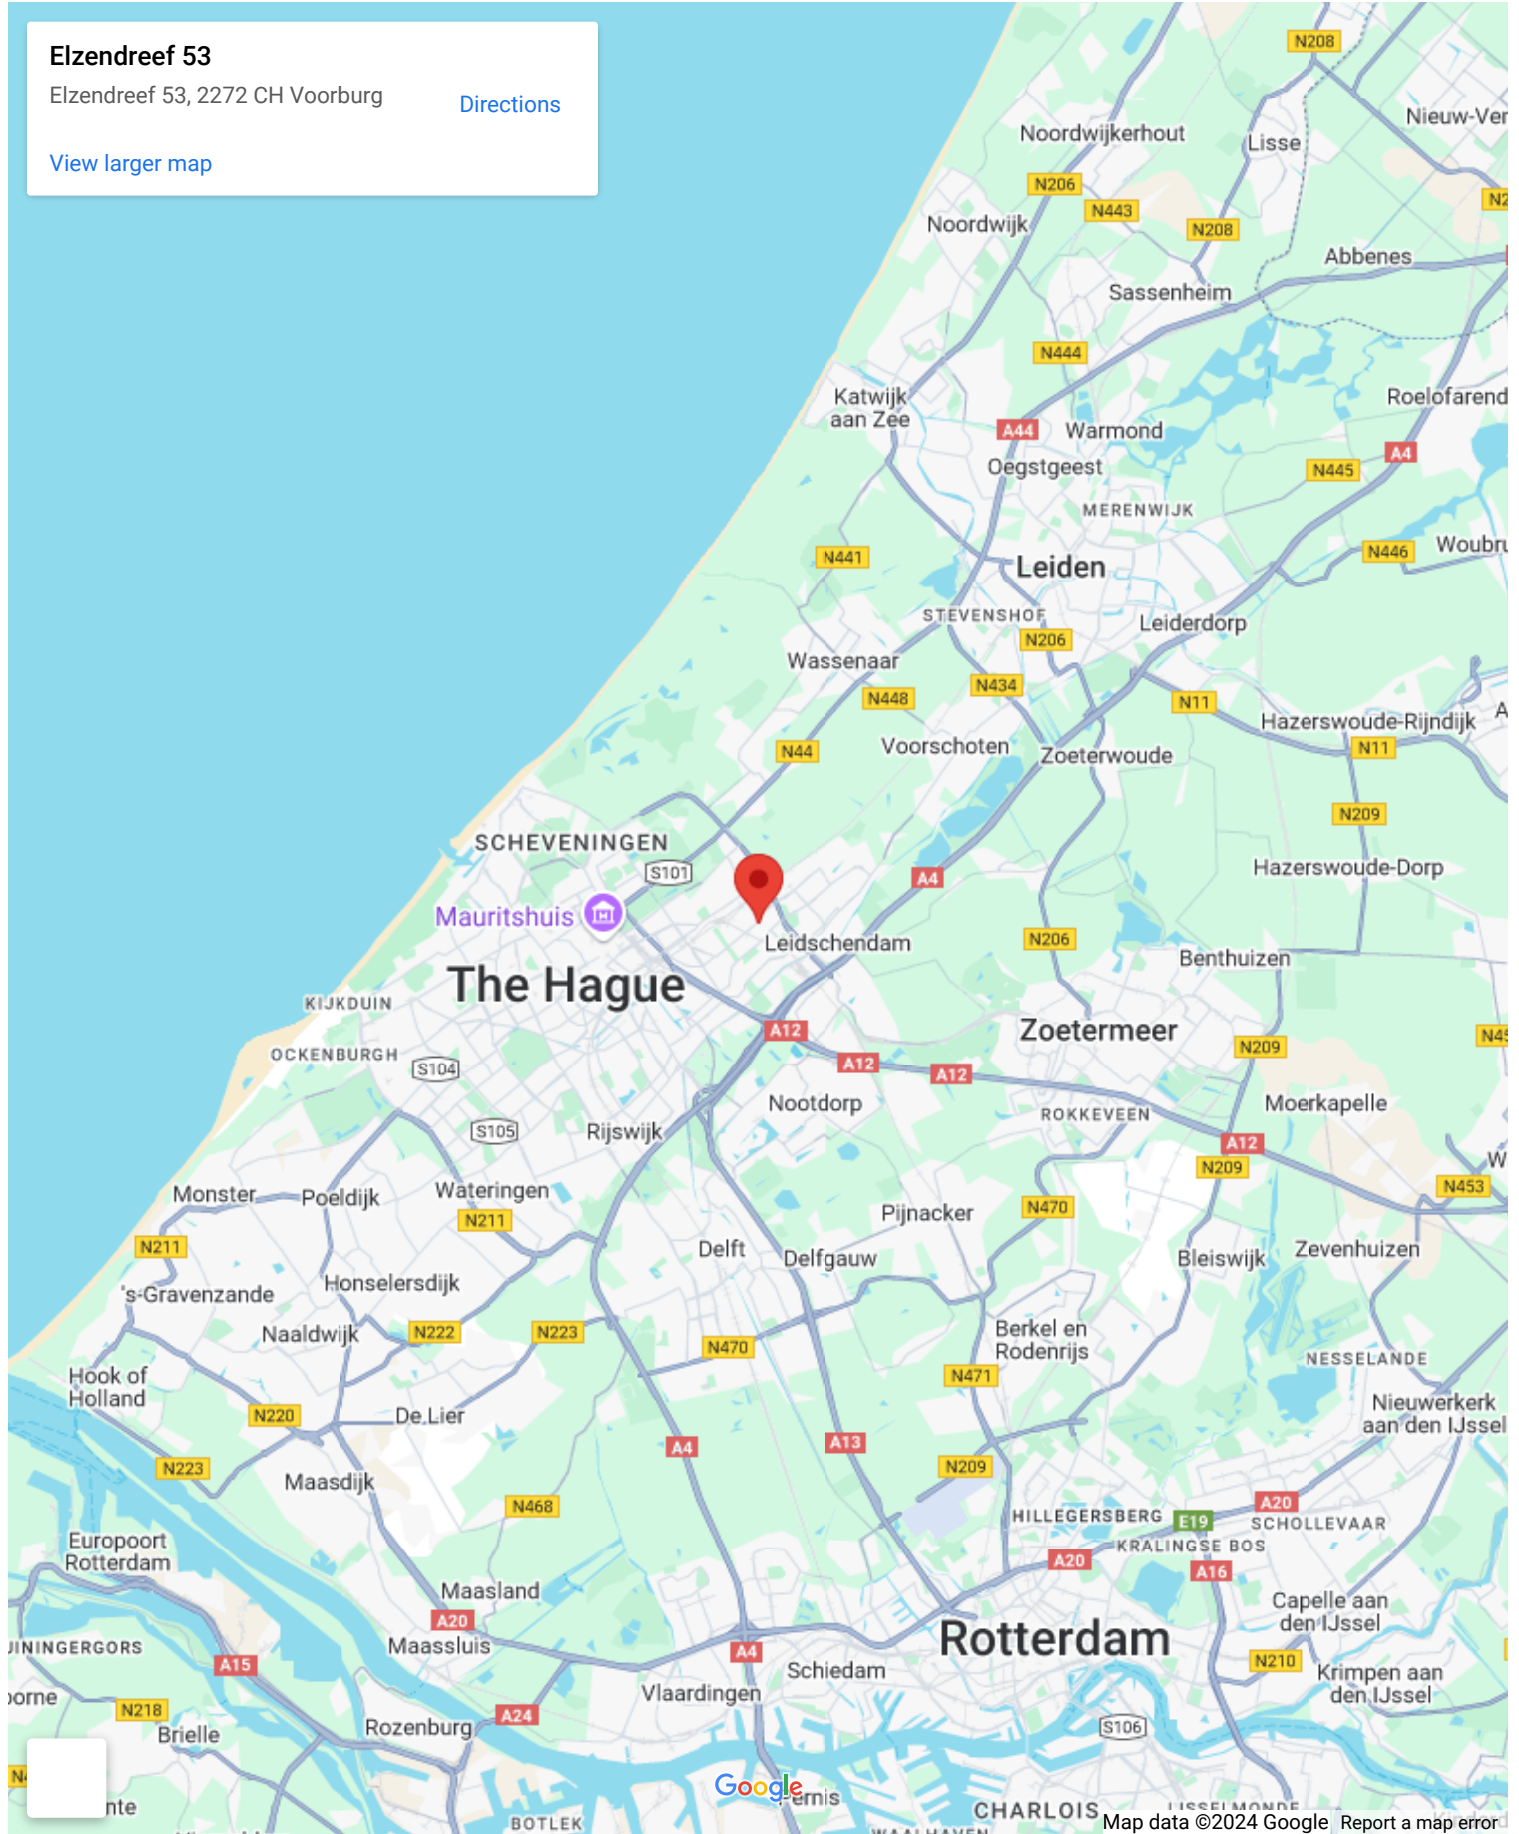 Elzendreef 53
Elzendreef 53, 2272 CH Voorburg
Directions
View larger map
N208
Nieuw-Ver
Noordwijkerhout
Lisse
N206
N443
N208
Noordwijk
Abbenes
Sassenheim
N444
Katwijk
aan Zee
Roelofarend
A44
Warmond
A4
Oegstgeest
N445
MERENWIJK
N441
N446
Woubru
Leiden
STEVENSHOF
Leiderdorp
N206
Wassenaar
N434
N448
N11
Hazerswoude-Rijndijk
A
N44
Voorschoten
Zoeterwoude
N11
N209
SCHEVENINGEN
S101
A4
Hazerswoude-Dorp
Mauritshuis
Leidschendam
N206
Benthuizen
The Hague
KIJKDUIN
A12
Zoetermeer
N45
OCKENBURGH
N209
S104
A12
A12
Nootdorp
ROKKEVEEN
Moerkapelle
S105
Rijswijk
A12
N209
W
Monster
Poeldijk
Wateringen
N453
N211
Pijnacker
N470
N211
Delft
Delfgauw
Bleiswijk
Zevenhuizen
's-Gravenzande
Honselersdijk
Naaldwijk
N222
N223
N470
Berkel en
Rodenrijs
NESSELANDE
Hook of
Holland
N471
Nieuwerkerk
aan den IJssel
N220
De Lier
A4
A13
N223
N209
Maasdijk
N468
A20
HILLEGERSBERG
E19
SCHOLLEVAAR
Europoort
Rotterdam
KRALINGSE BOS
A20
A16
Maasland
Capelle aan
den IJssel
A20
Maassluis
Rotterdam
JININGERGORS
A15
A4
Schiedam
N210
Krimpen aan
den IJssel
Vlaardingen
orne
N218
A24
Rozenburg
S106
Brielle
Google
Pernis
nte
CHARLOIS
IJSSELMONDE
BOTLEK
WAALHAVEN
Map data ©2024 Google
Report a map error